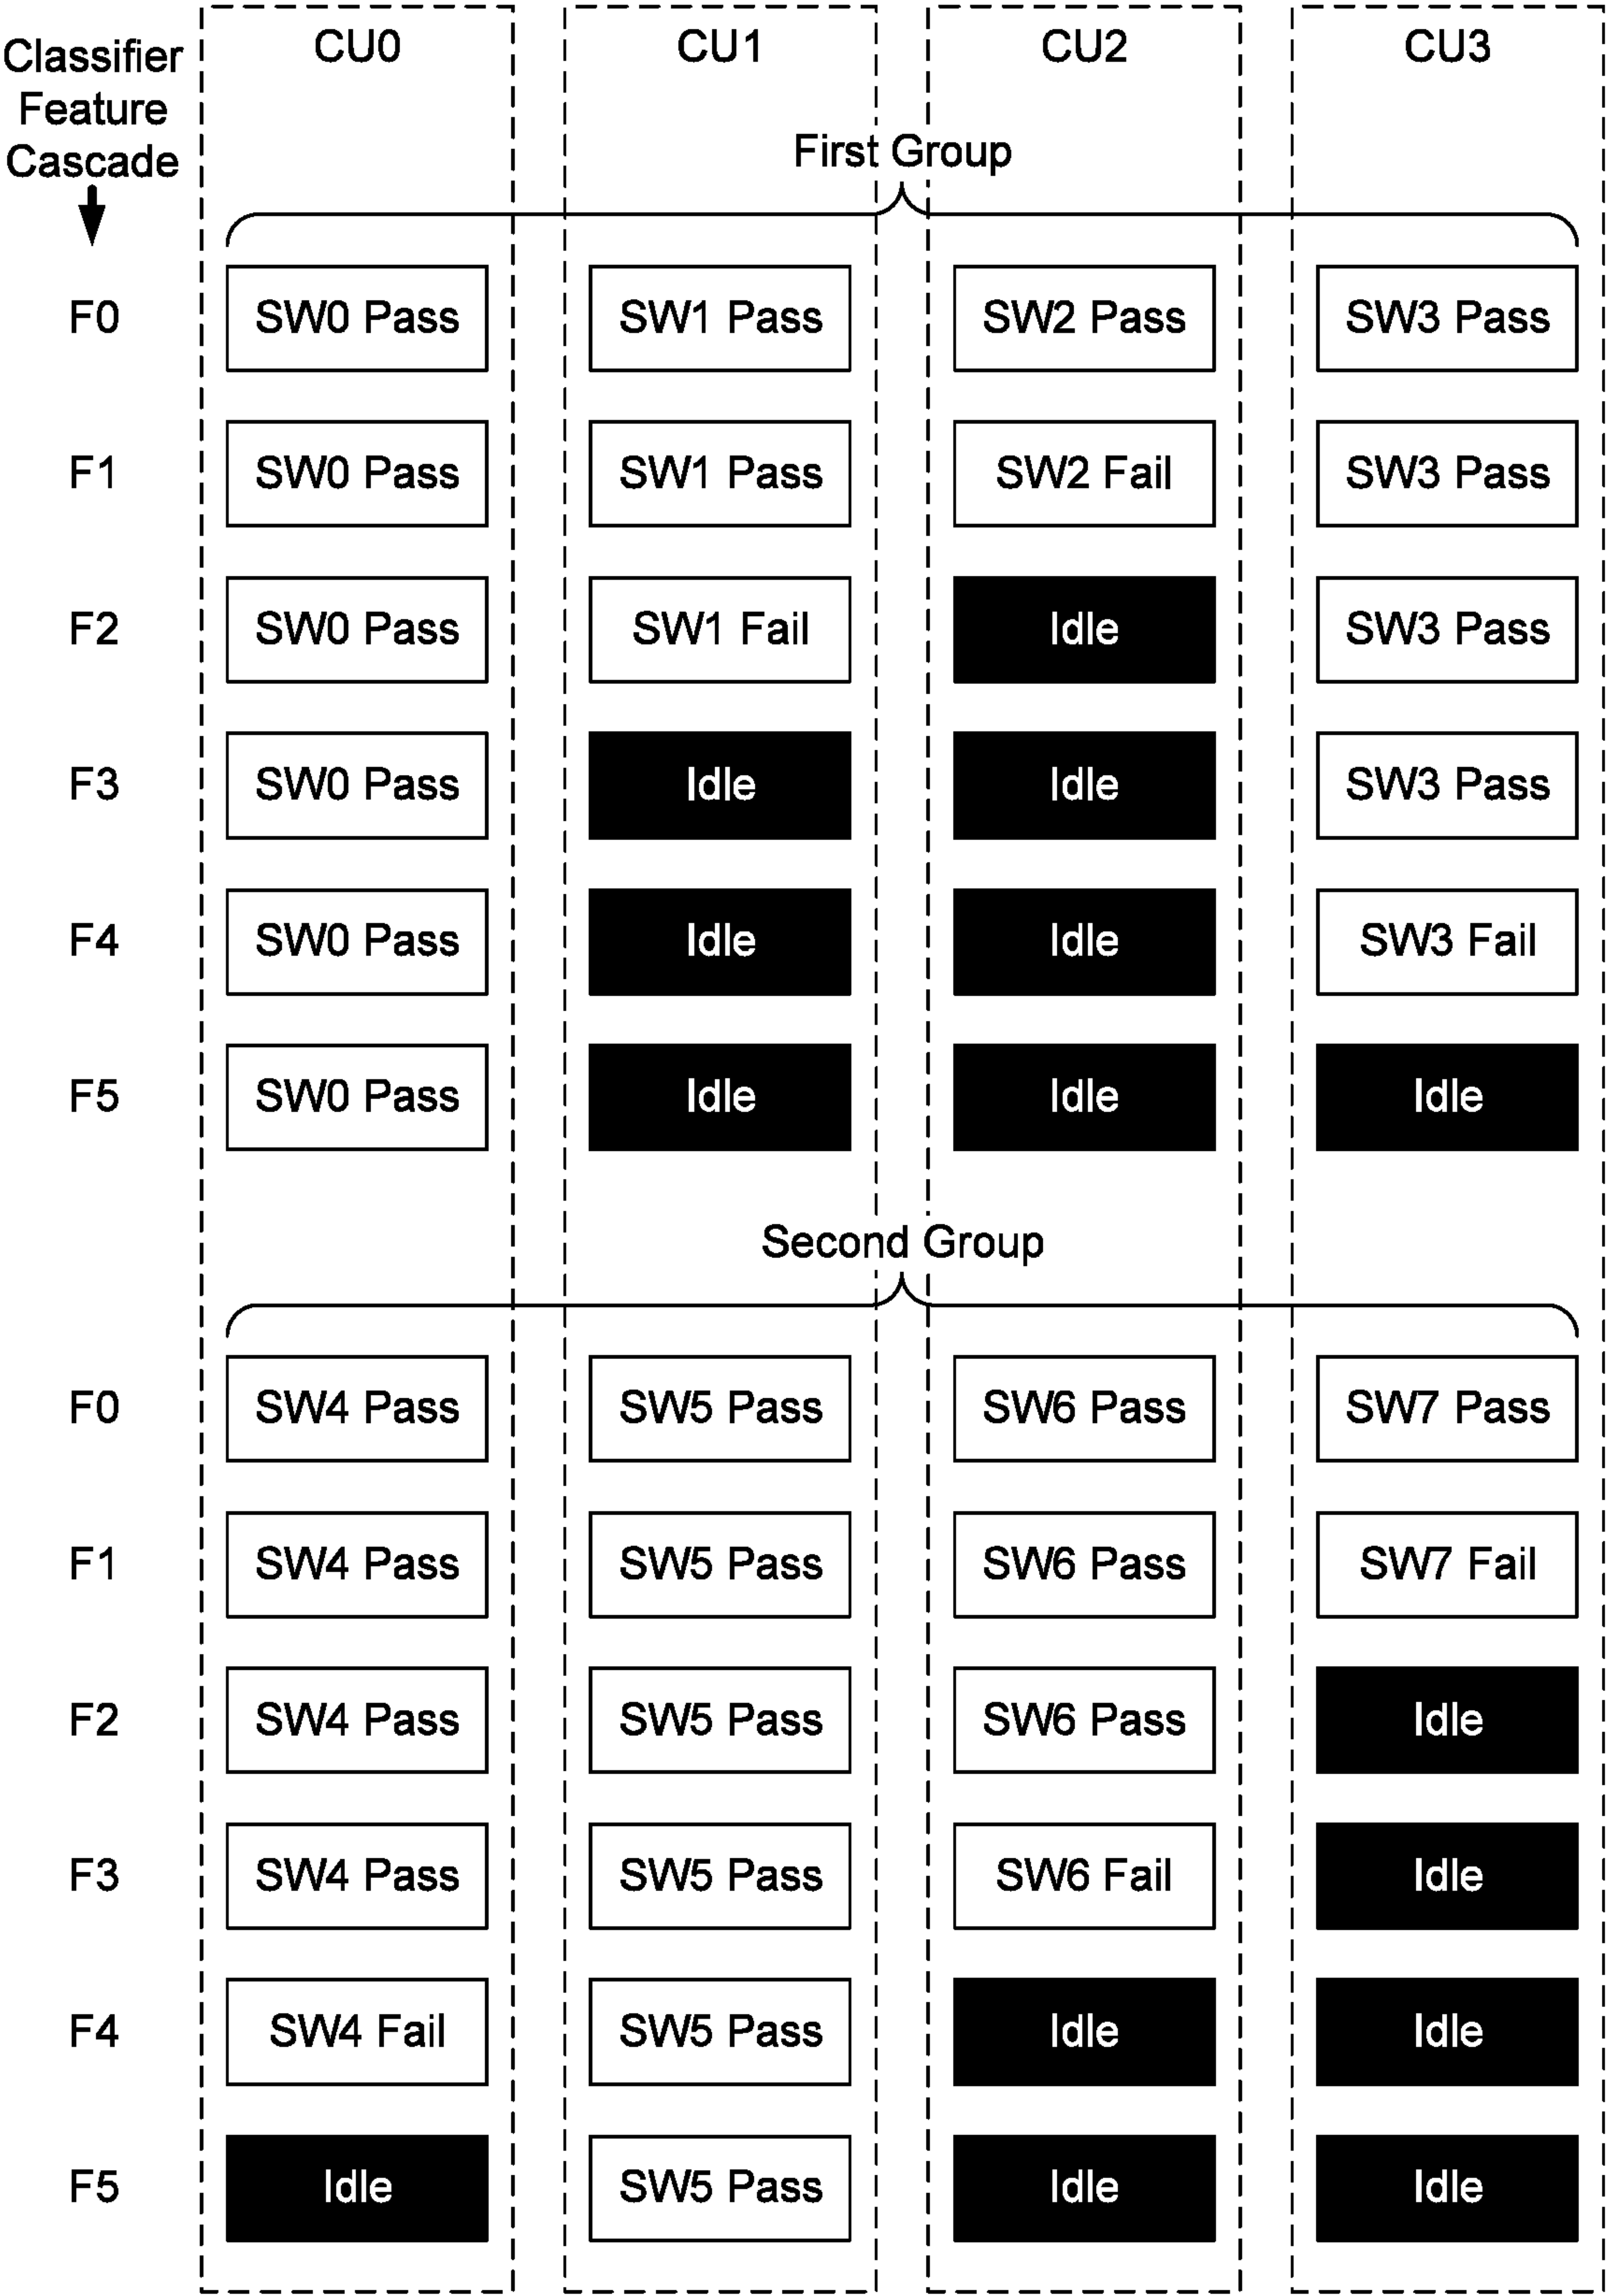 CU0 CU1 CU2 CU3
Classifier
Feature
Cascade
First Group
F0 SW0 Pass SW1 Pass SW2 Pass SW3 Pass
F1 SW0 Pass SW1 Pass SW2 Fail SW3 Pass
F2 SW0 Pass SW1 Fail Idle SW3 Pass
F3 SW0 Pass Idle Idle SW3 Pass
F4 SW0 Pass Idle Idle SW3 Fail
F5 SW0 Pass Idle Idle Idle
Second Group
F0 SW4 Pass SW5 Pass SW6 Pass SW7 Pass
F1 SW4 Pass SW5 Pass SW6 Pass SW7 Fail
F2 SW4 Pass SW5 Pass SW6 Pass Idle
F3 SW4 Pass SW5 Pass SW6 Fail Idle
F4 SW4 Fail SW5 Pass Idle Idle
F5 Idle SW5 Pass Idle Idle